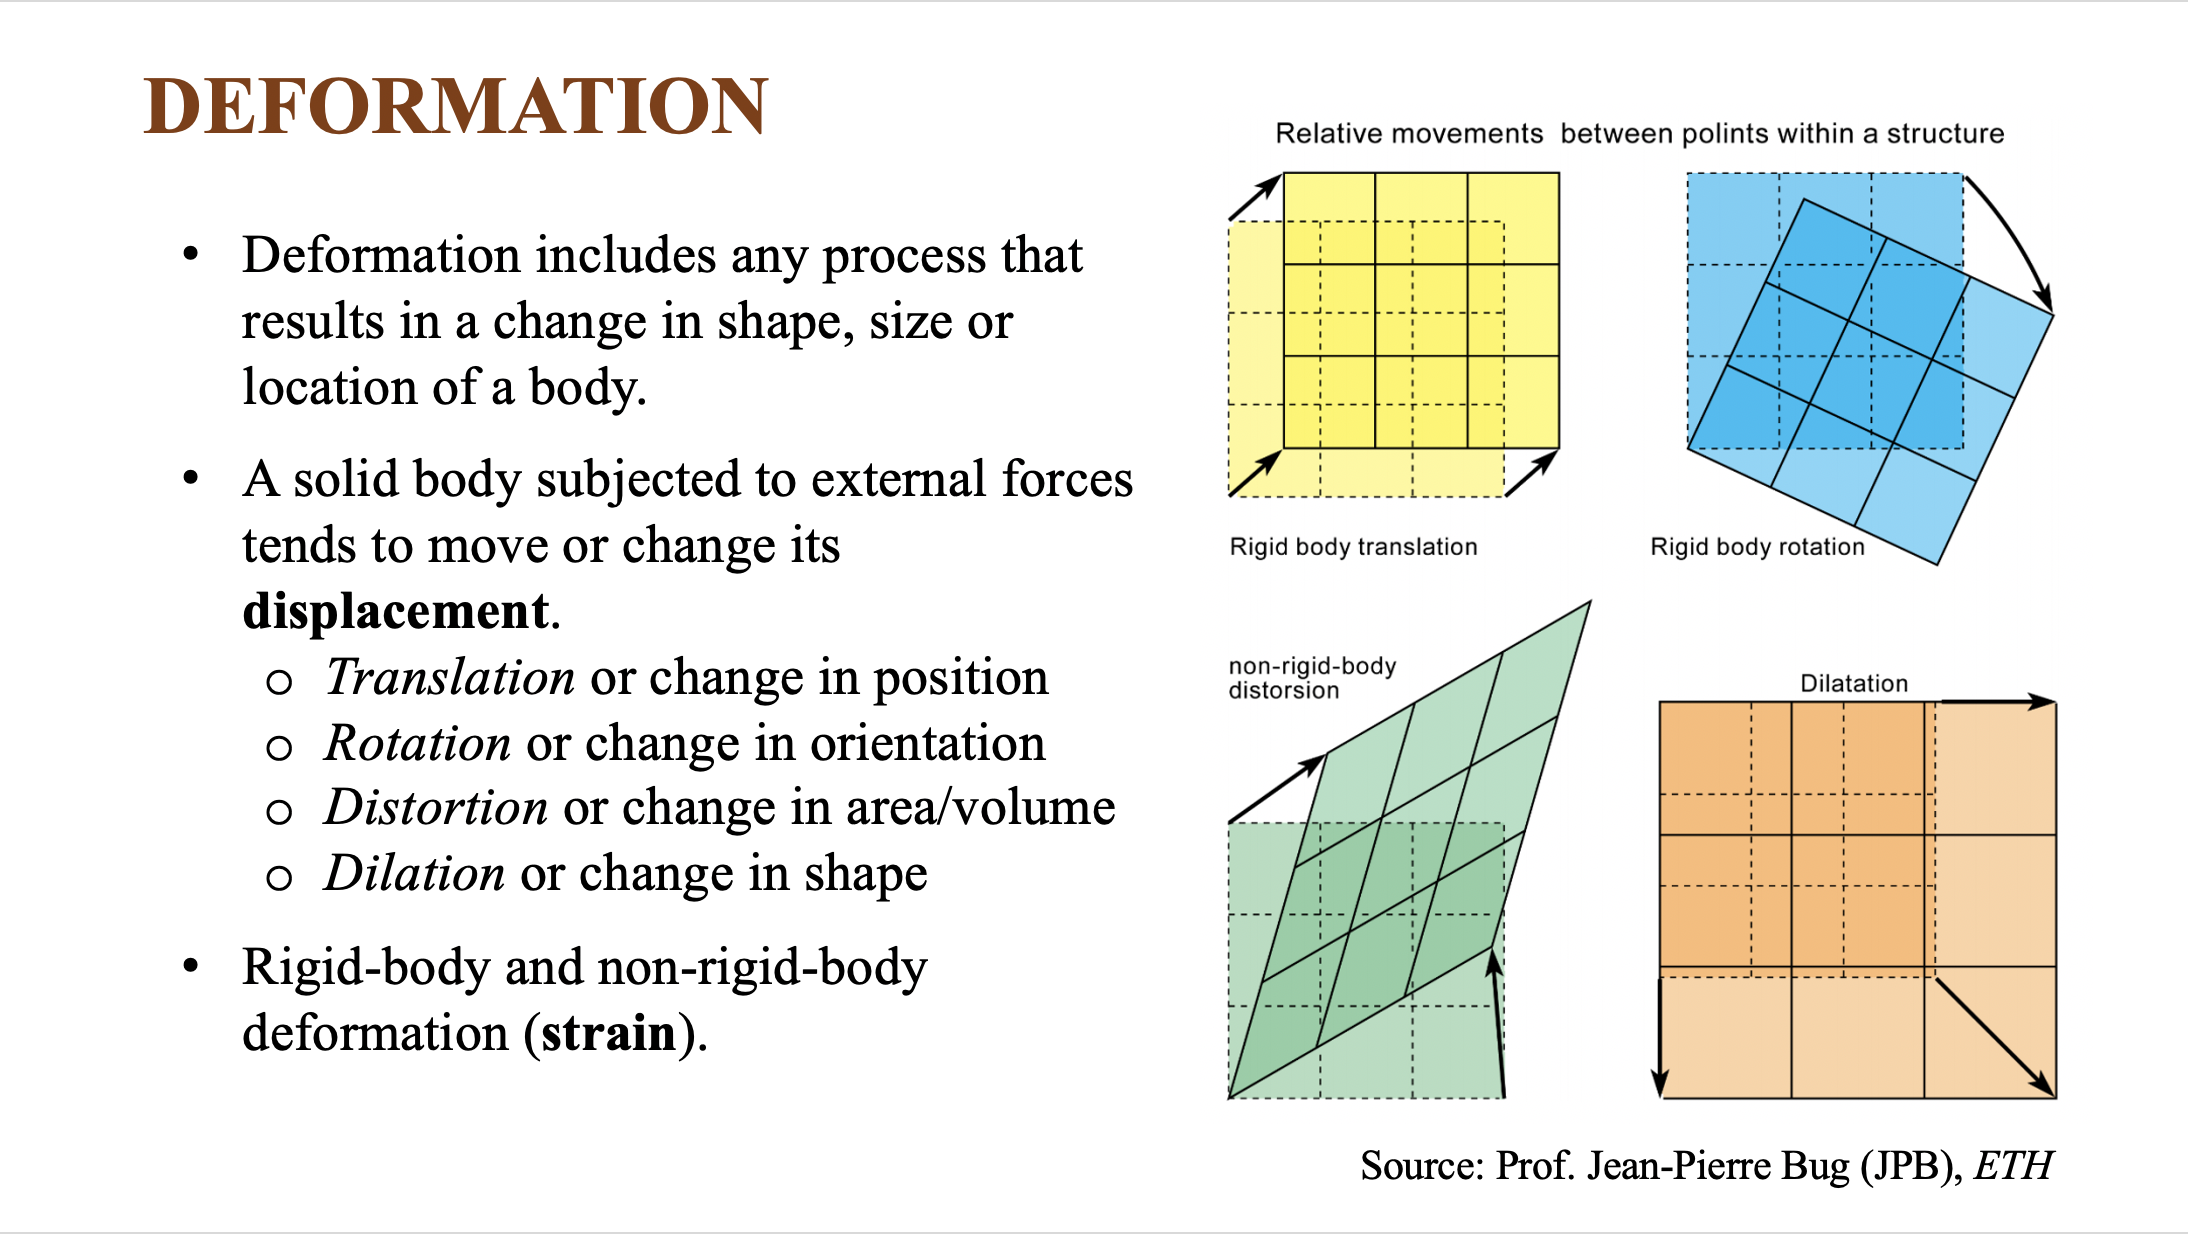 DEFORMATION
• Deformation includes any process that
results in a change in shape, size or
location of a body.
• A solid body subjected to external forces
tends to move or change its
displacement.
o Translation or change in position
o Rotation or change in orientation
o Distortion or change in area/volume
o Dilation or change in shape
• Rigid-body and non-rigid-body
deformation (strain).
Relative movements between polints within a structure
Rigid body translation
Rigid body rotation
non-rigid-body
distorsion
Dilatation
Source: Prof. Jean-Pierre Bug (JPB), ETH